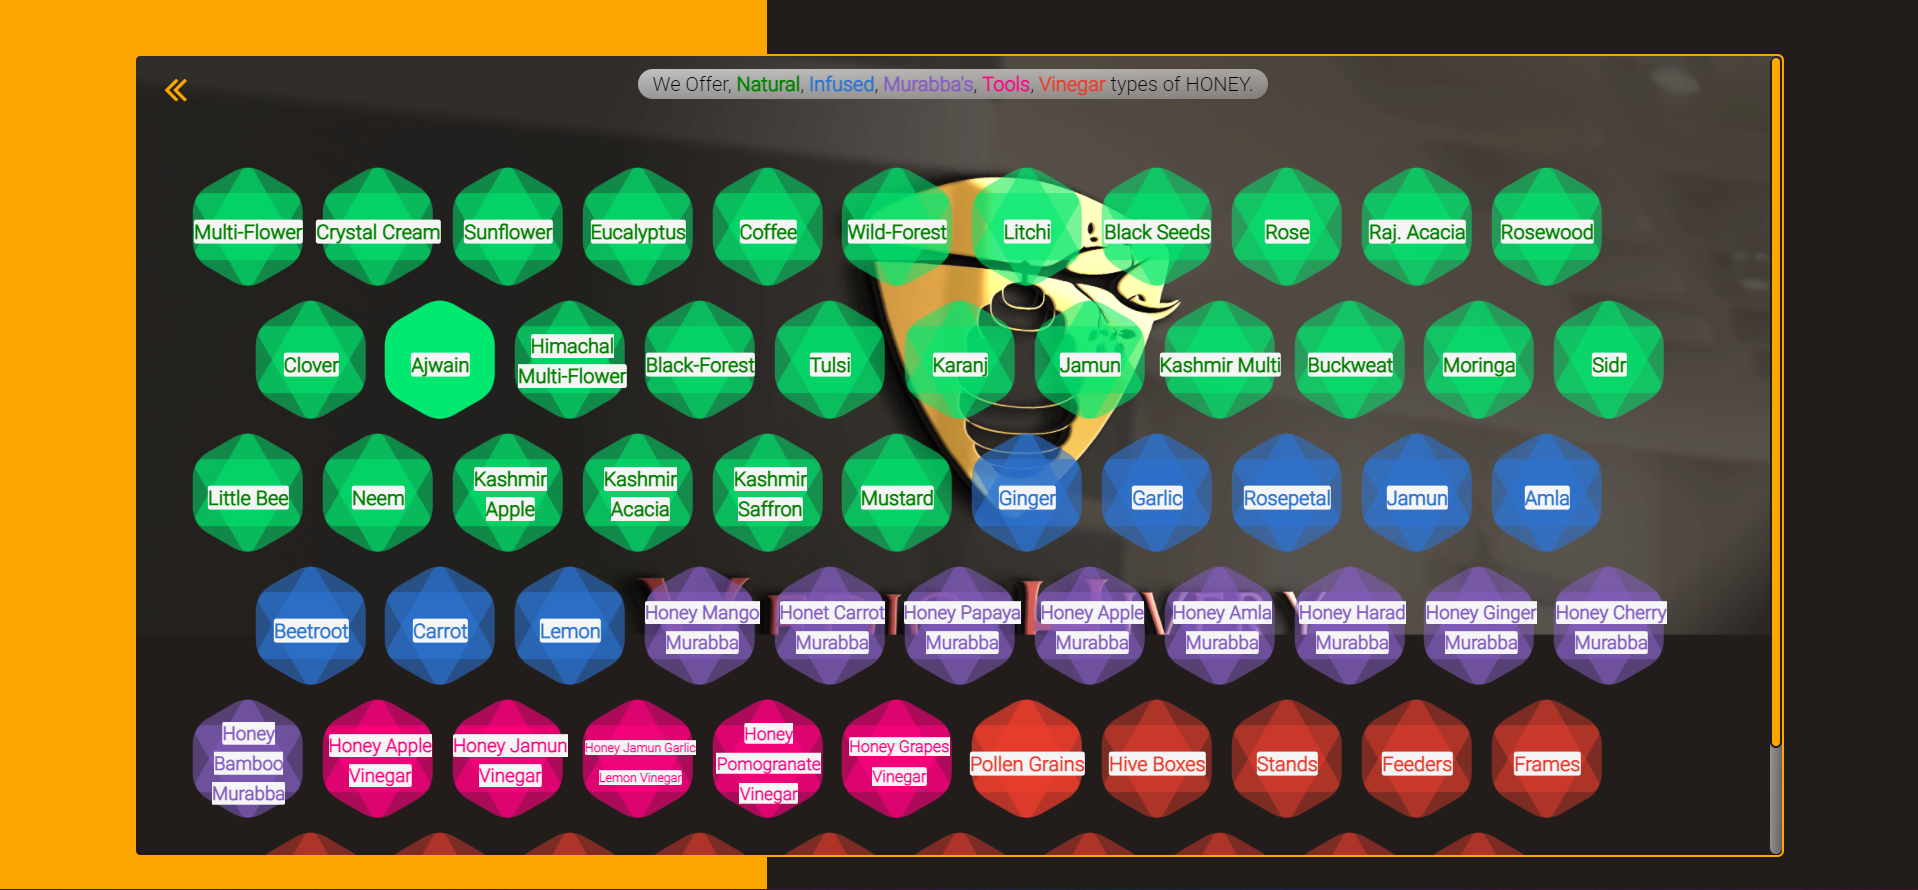 We Offer, Natural, Infused, Murabba's, Tools, Vinegar types of HONEY.
Multi-Flower
Crystal Cream
Sunflower
Eucalyptus
Coffee
Wild-Forest
Litchi
Black Seeds
Rose
Raj. Acacia
Rosewood
Clover
Ajwain
Himachal
Multi-Flower
Black-Forest
Tulsi
Karanj
Jamun
Kashmir Multi
Buckweat
Moringa
Sidr
Little Bee
Neem
Kashmir
Apple
Kashmir
Acacia
Kashmir
Saffron
Mustard
Ginger
Garlic
Rosepetal
Jamun
Amla
Beetroot
Carrot
Lemon
Honey Mango
Murabba
Honet Carrot
Murabba
Honey Papaya
Murabba
Honey Apple
Murabba
Honey Amla
Murabba
Honey Harad
Murabba
Honey Ginger
Murabba
Honey Cherry
Murabba
Honey
Bamboo
Murabba
Honey Apple
Vinegar
Honey Jamun
Vinegar
Honey Jamun Garlic
Lemon Vinegar
Honey
Pomogranate
Vinegar
Honey Grapes
Vinegar
Pollen Grains
Hive Boxes
Stands
Feeders
Frames